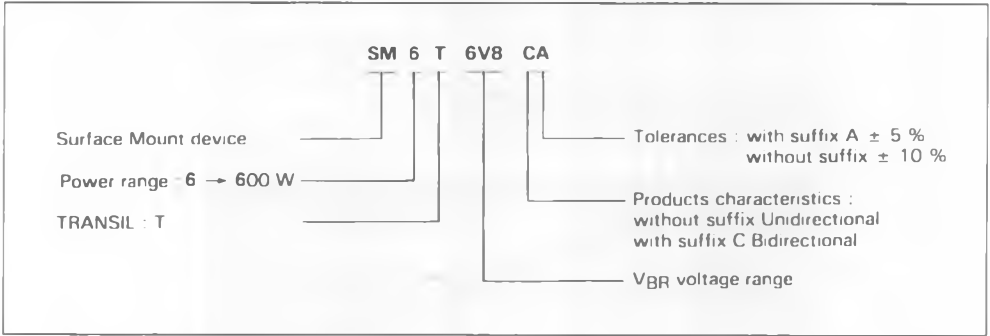 SM 6 T 6V8 CA
Surface Mount device
Power range 6 → 600 W
TRANSIL : T
Tolerances : with suffix A ± 5 %
without suffix ± 10 %
Products characteristics :
without suffix Unidirectional
with suffix C Bidirectional
VBR voltage range